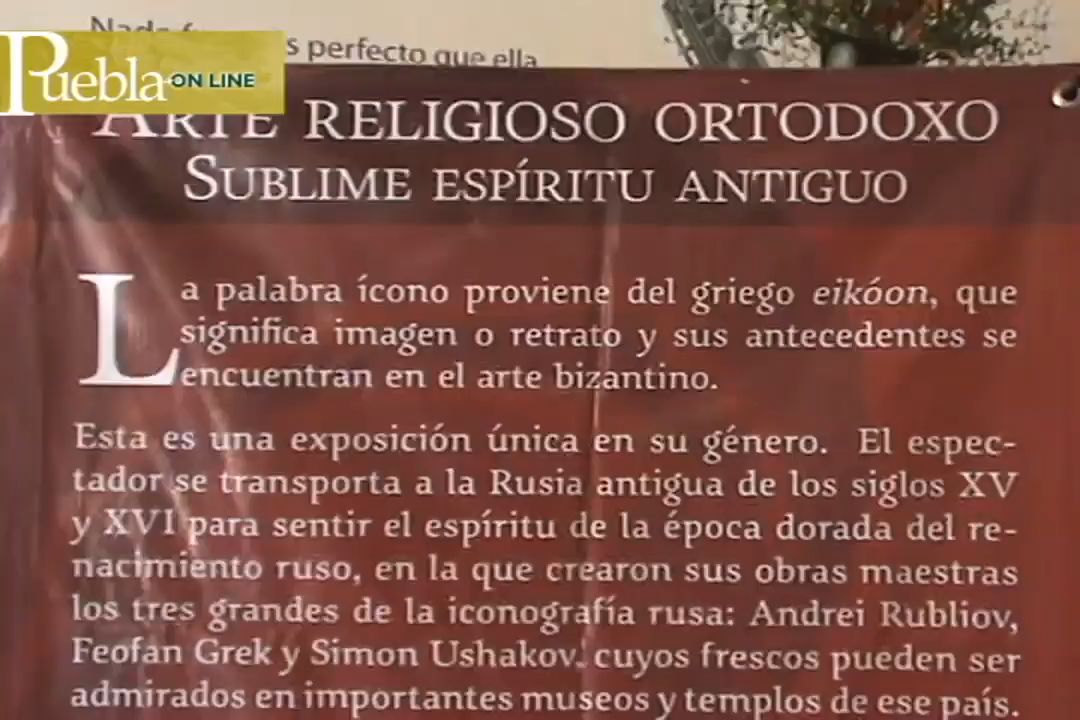 s perfecto que ella
Puebla ON LINE
ARTE RELIGIOSO ORTODOXO
SUBLIME ESPÍRITU ANTIGUO
La palabra ícono proviene del griego eikóon, que
significa imagen o retrato y sus antecedentes se
encuentran en el arte bizantino.
Esta es una exposición única en su género. El espec-
tador se transporta a la Rusia antigua de los siglos XV
y XVI para sentir el espíritu de la época dorada del re-
nacimiento ruso, en la que crearon sus obras maestras
los tres grandes de la iconografía rusa: Andrei Rubliov,
Feofan Grek y Simon Ushakov, cuyos frescos pueden ser
admirados en importantes museos y templos de ese país.